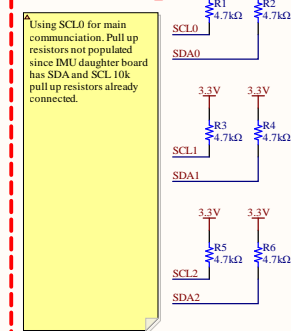 Using SCL0 for main
communciation. Pull up
resistors not populated
since IMU daughter board
has SDA and SCL 10k
pull up resistors already
connected.
R1 R2
4.7kΩ 4.7kΩ
SCL0
SDA0
3.3V 3.3V
R3 R4
4.7kΩ 4.7kΩ
SCL1
SDA1
3.3V 3.3V
R5 R6
4.7kΩ 4.7kΩ
SCL2
SDA2